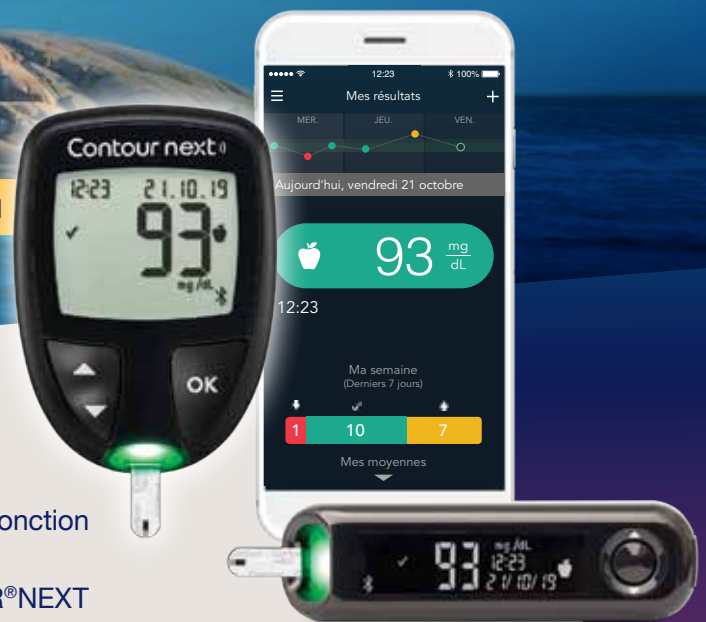 Contour next
12:23 21.10.19
93
mg/dL
OK
12:23 100%
Mes résultats
MER. JEU. VEN.
Aujourd'hui, vendredi 21 octobre
93 mg/dL
12:23
Ma semaine
(Derniers 7 jours)
1 10 7
Mes moyennes
onction
®NEXT
93
mg/dL
12:23
21/10/19